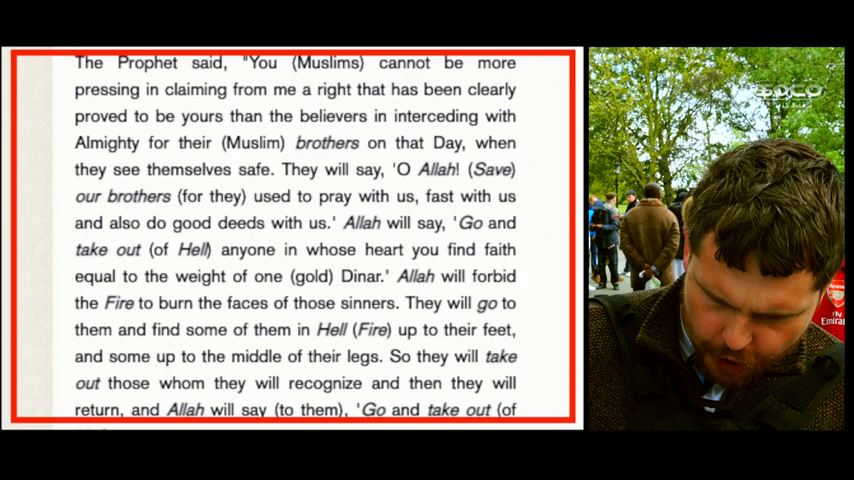 The Prophet said, "You (Muslims) cannot be more
pressing in claiming from me a right that has been clearly
proved to be yours than the believers in interceding with
Almighty for their (Muslim) brothers on that Day, when
they see themselves safe. They will say, 'O Allah! (Save)
our brothers (for they) used to pray with us, fast with us
and also do good deeds with us.' Allah will say, 'Go and
take out (of Hell) anyone in whose heart you find faith
equal to the weight of one (gold) Dinar.' Allah will forbid
the Fire to burn the faces of those sinners. They will go to
them and find some of them in Hell (Fire) up to their feet,
and some up to the middle of their legs. So they will take
out those whom they will recognize and then they will
return, and Allah will say (to them), 'Go and take out (of
Arsenal